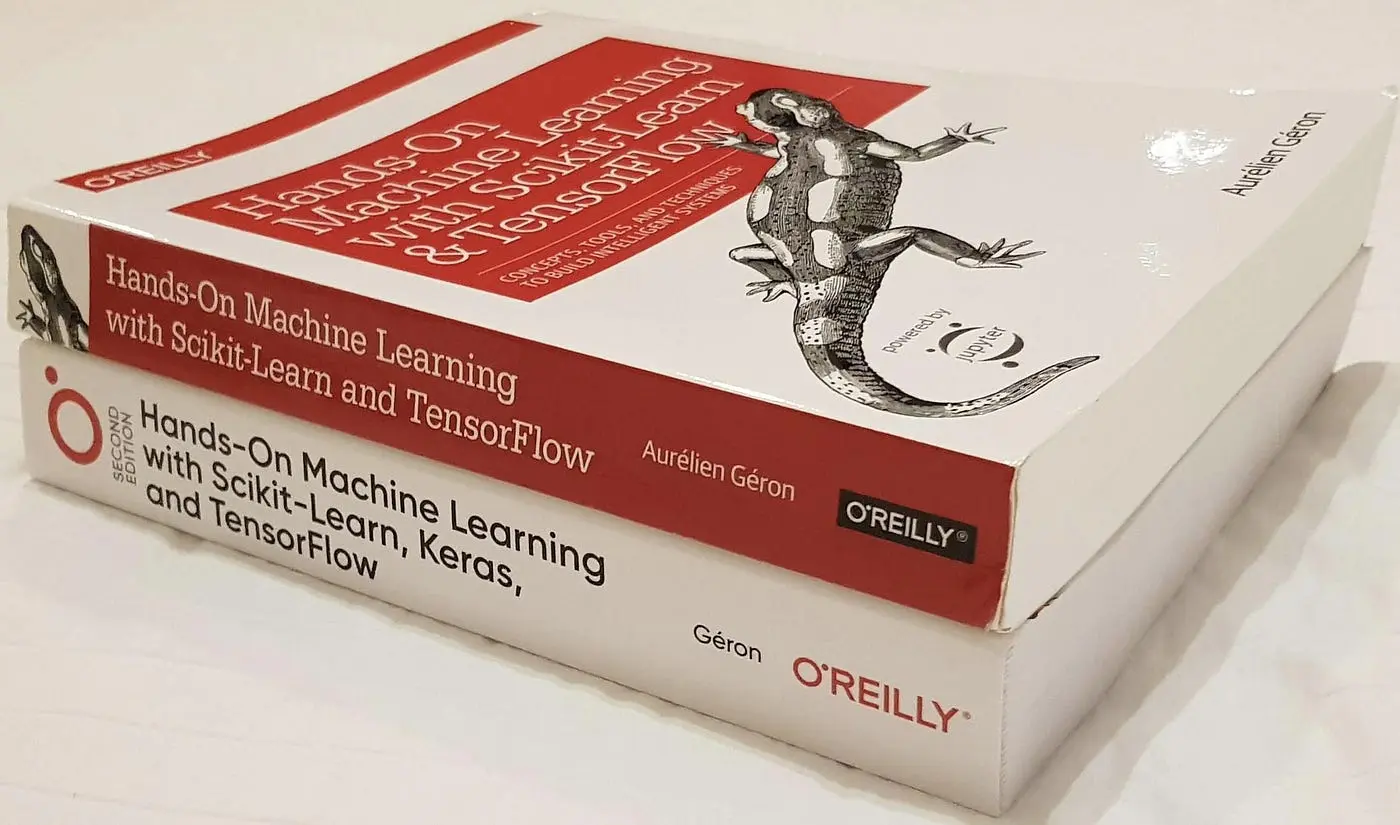 O'REILLY®
Hands-On
Machine Learning
with Scikit-Learn
& TensorFlow
CONCEPTS, TOOLS, AND TECHNIQUES
TO BUILD INTELLIGENT SYSTEMS
powered by
jupyter
Aurélien Géron
Hands-On Machine Learning
with Scikit-Learn and TensorFlow
Aurélien Géron
O'REILLY®
SECOND
EDITION
Hands-On Machine Learning
with Scikit-Learn, Keras,
and TensorFlow
Géron
O'REILLY®